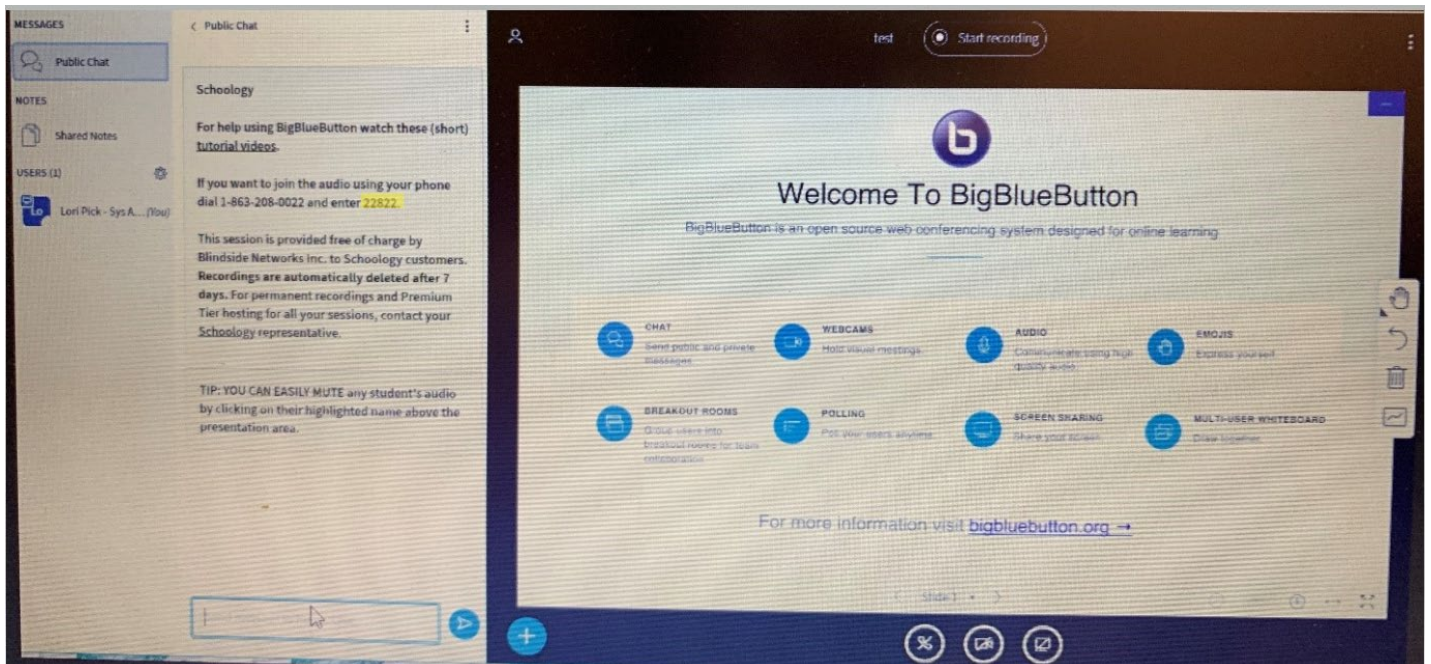 MESSAGES
Public Chat
NOTES
Shared Notes
USERS (1)
Lo
Lori Pick - Sys A... (You)
Public Chat
Schoology
For help using BigBlueButton watch these (short)
tutorial videos.
If you want to join the audio using your phone
dial 1-863-208-0022 and enter 22822.
This session is provided free of charge by
Blindside Networks Inc. to Schoology customers.
Recordings are automatically deleted after 7
days. For permanent recordings and Premium
Tier hosting for all your sessions, contact your
Schoology representative.
TIP: YOU CAN EASILY MUTE any student's audio
by clicking on their highlighted name above the
presentation area.
test
Start recording
b
Welcome To BigBlueButton
BigBlueButton is an open source web conferencing system designed for online learning
CHAT
Send public and private
messages.
WEBCAMS
Hold visual meetings.
AUDIO
Communicate using high
quality audio.
EMOJIS
Express yourself.
BREAKOUT ROOMS
Group users into
breakout rooms for team
collaboration.
POLLING
Poll your users anytime.
SCREEN SHARING
Share your screen.
MULTI-USER WHITEBOARD
Draw together.
For more information visit bigbluebutton.org →
Slide 1